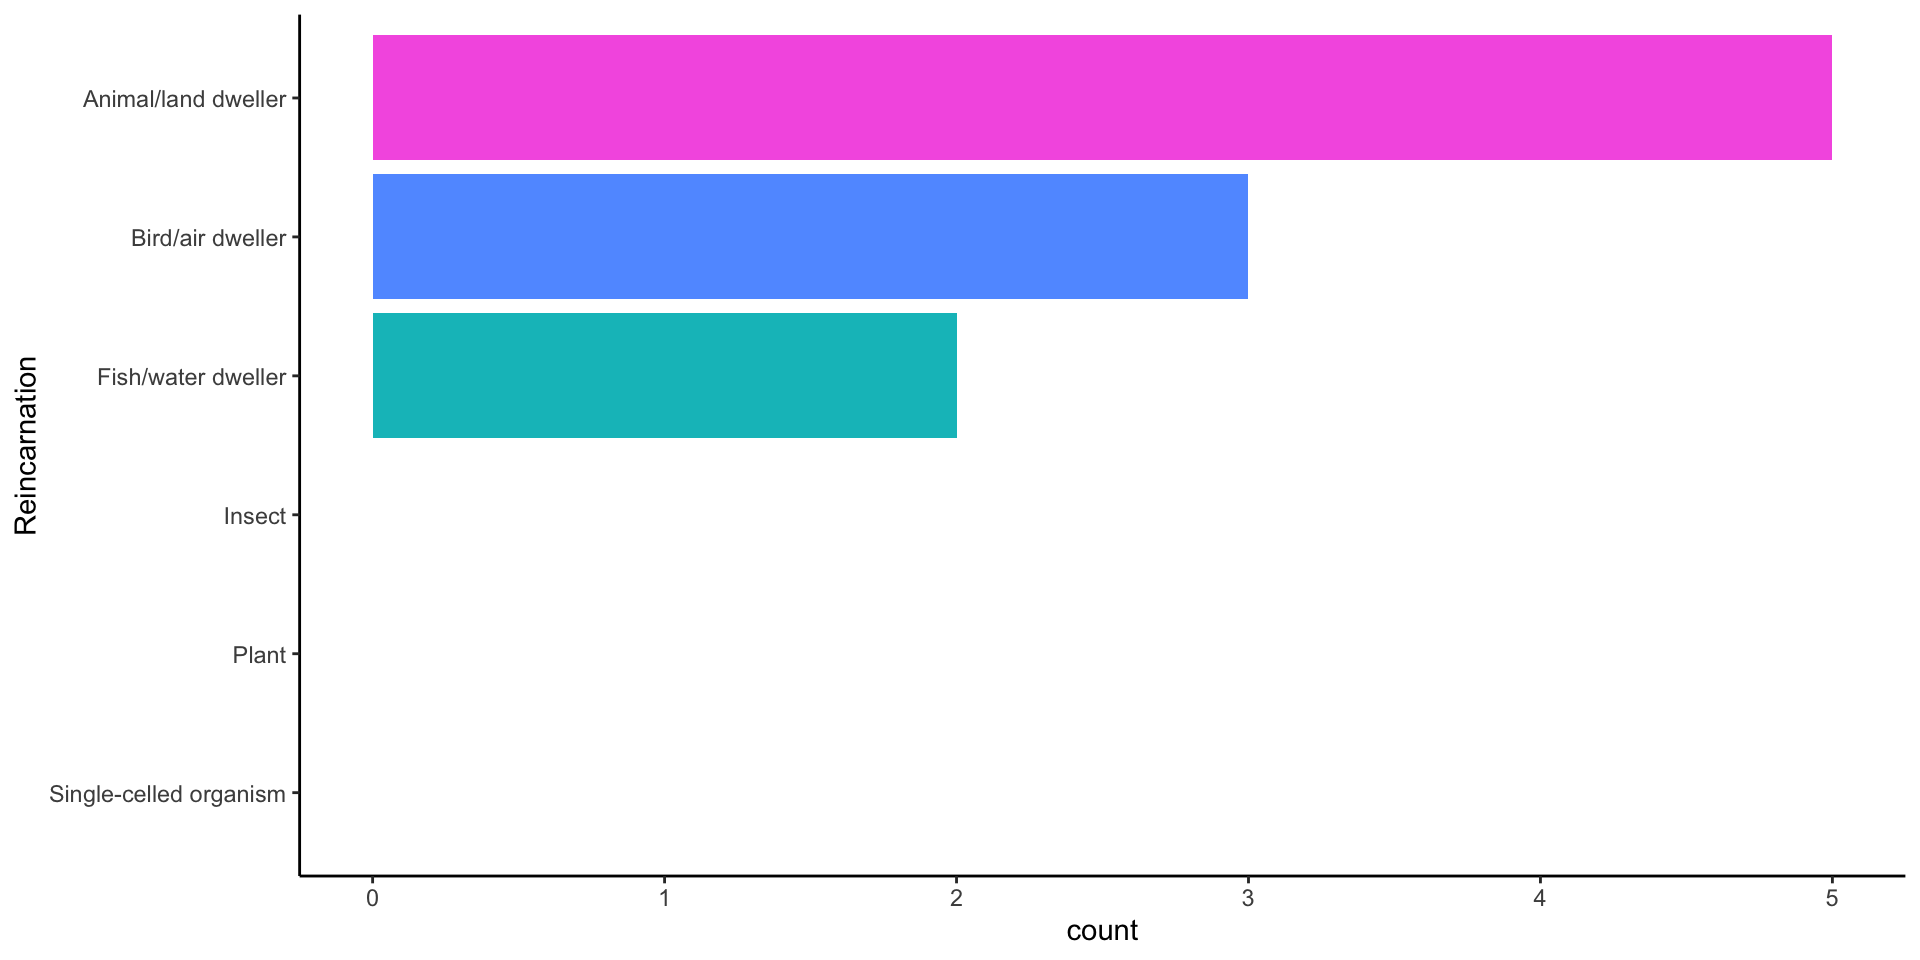 Animal/land dweller
Bird/air dweller
Fish/water dweller
Insect
Plant
Single-celled organism
Reincarnation
0 1 2 3 4 5
count